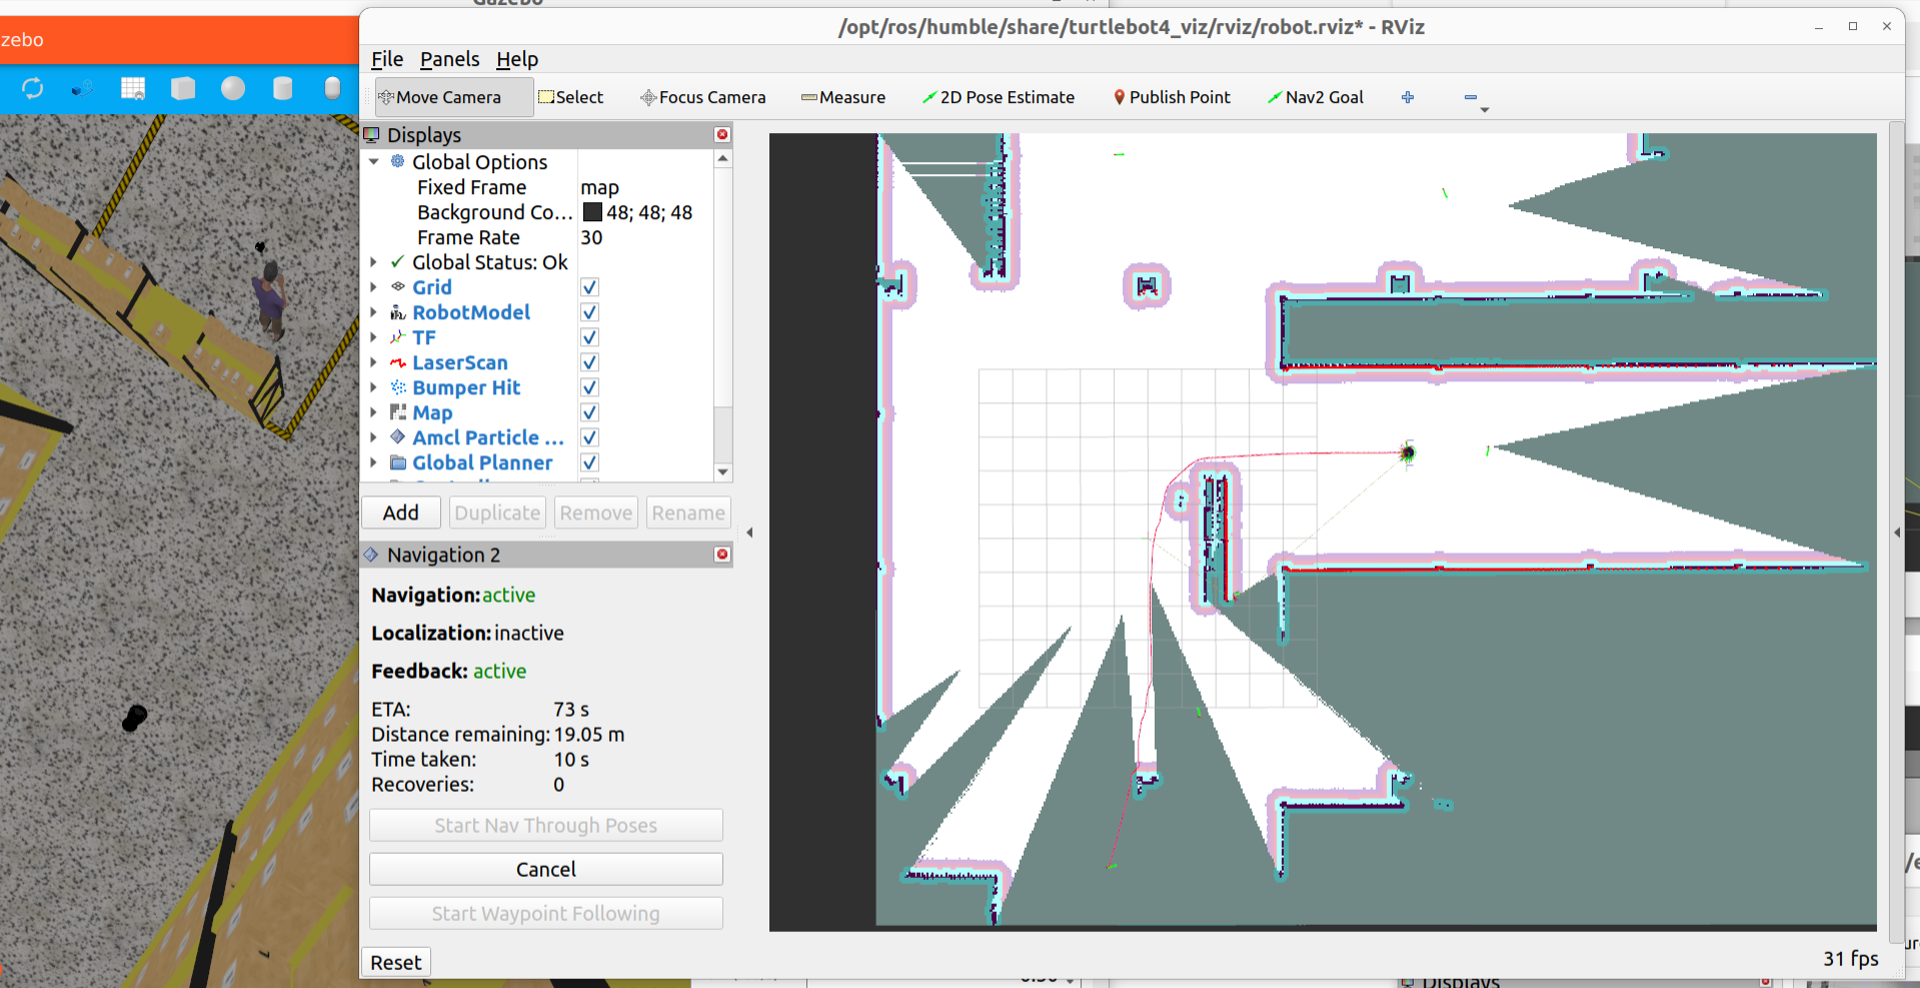 Gazebo
zebo
/opt/ros/humble/share/turtlebot4_viz/rviz/robot.rviz* - RViz
File Panels Help
Move Camera Select Focus Camera Measure 2D Pose Estimate Publish Point Nav2 Goal
Displays
Global Options
Fixed Frame map
Background Co... 48; 48; 48
Frame Rate 30
Global Status: Ok
Grid
RobotModel
TF
LaserScan
Bumper Hit
Map
Amcl Particle ...
Global Planner
Add Duplicate Remove Rename
Navigation 2
Navigation: active
Localization: inactive
Feedback: active
ETA: 73 s
Distance remaining: 19.05 m
Time taken: 10 s
Recoveries: 0
Start Nav Through Poses
Cancel
Start Waypoint Following
Reset
31 fps
Displays